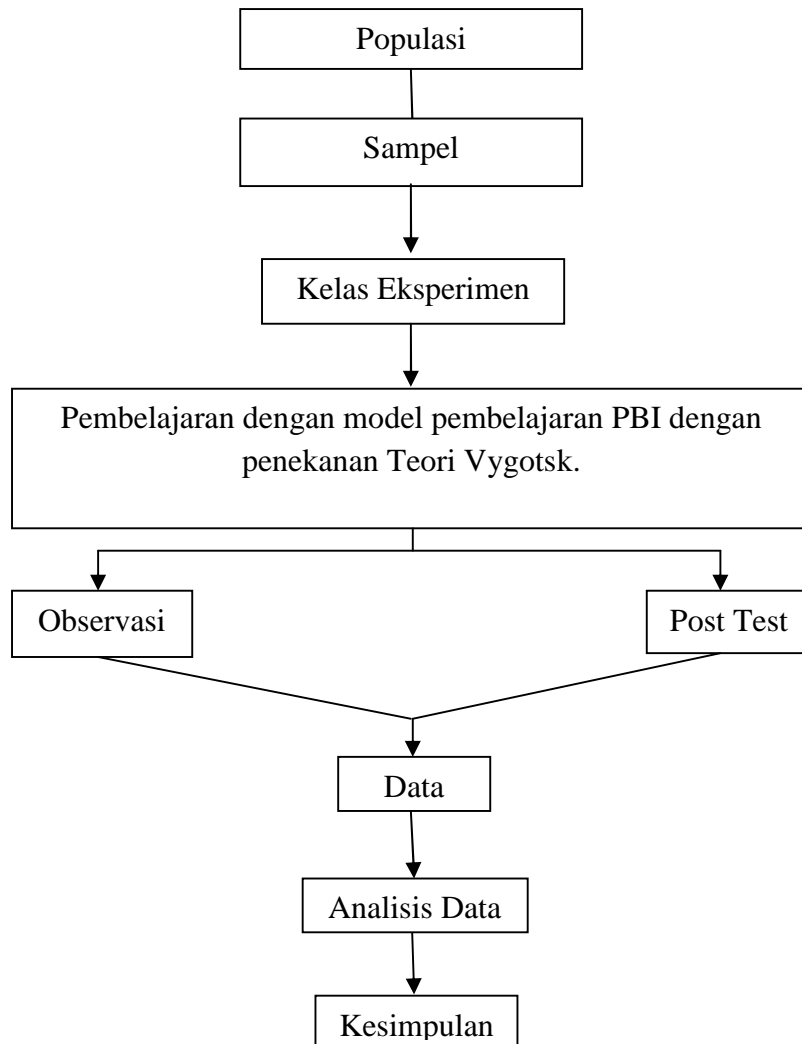 Populasi
Sampel
Kelas Eksperimen
Pembelajaran dengan model pembelajaran PBI dengan
penekanan Teori Vygotsk.
Observasi
Post Test
Data
Analisis Data
Kesimpulan